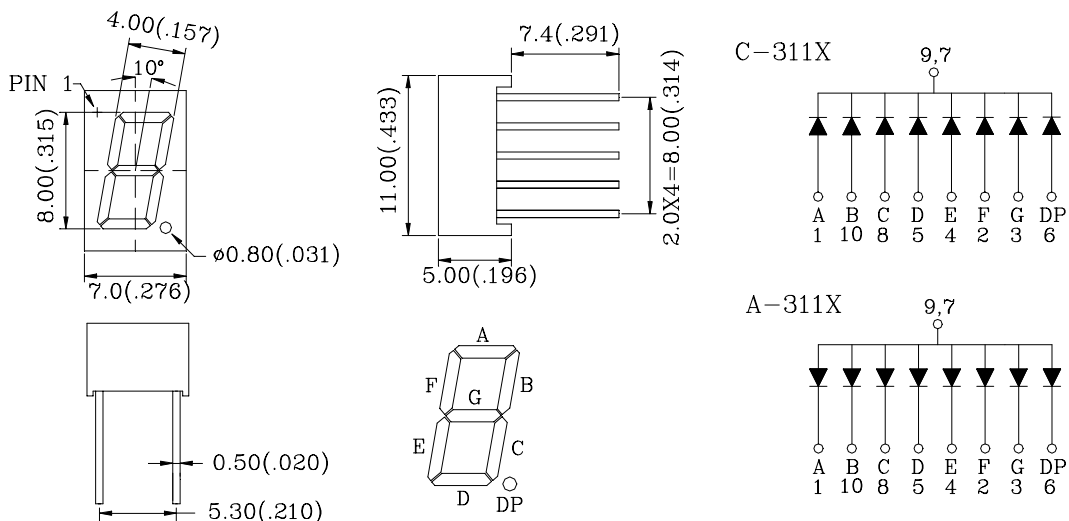 4.00(.157)
10°
PIN 1
8.00(.315)
ø0.80(.031)
7.0(.276)
7.4(.291)
11.00(.433)
2.0X4=8.00(.314)
5.00(.196)
C-311X
9,7
A B C D E F G DP
1 10 8 5 4 2 3 6
0.50(.020)
5.30(.210)
A
F B
G
E C
D DP
A-311X
9,7
A B C D E F G DP
1 10 8 5 4 2 3 6